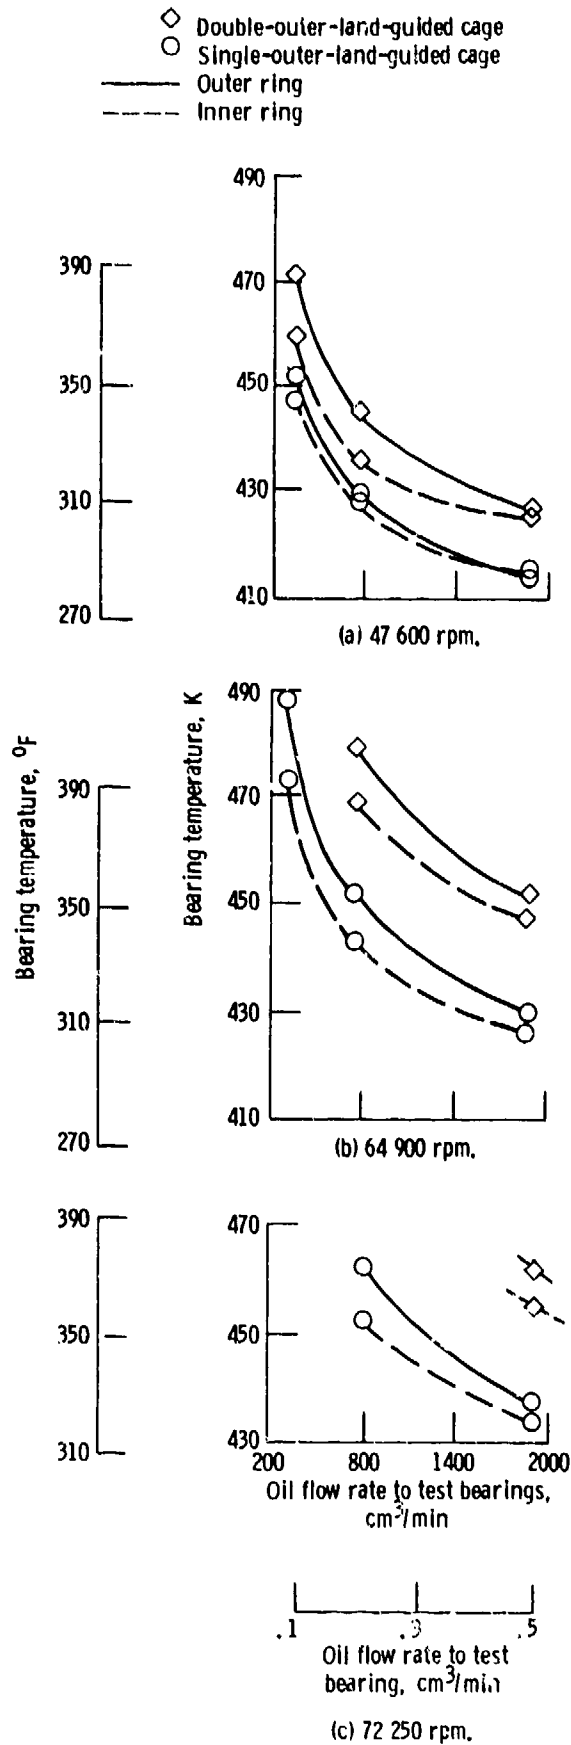 Double-outer-land-guided cage
Single-outer-land-guided cage
Outer ring
Inner ring
490
470
450
430
410
390
350
310
270
(a) 47 600 rpm.
Bearing temperature, °F
Bearing temperature, K
490
470
450
430
410
390
350
310
270
(b) 64 900 rpm.
470
450
430
390
350
310
200 800 1400 2000
Oil flow rate to test bearings,
cm3/min
.1 .3 .5
Oil flow rate to test
bearing, cm3/min
(c) 72 250 rpm.